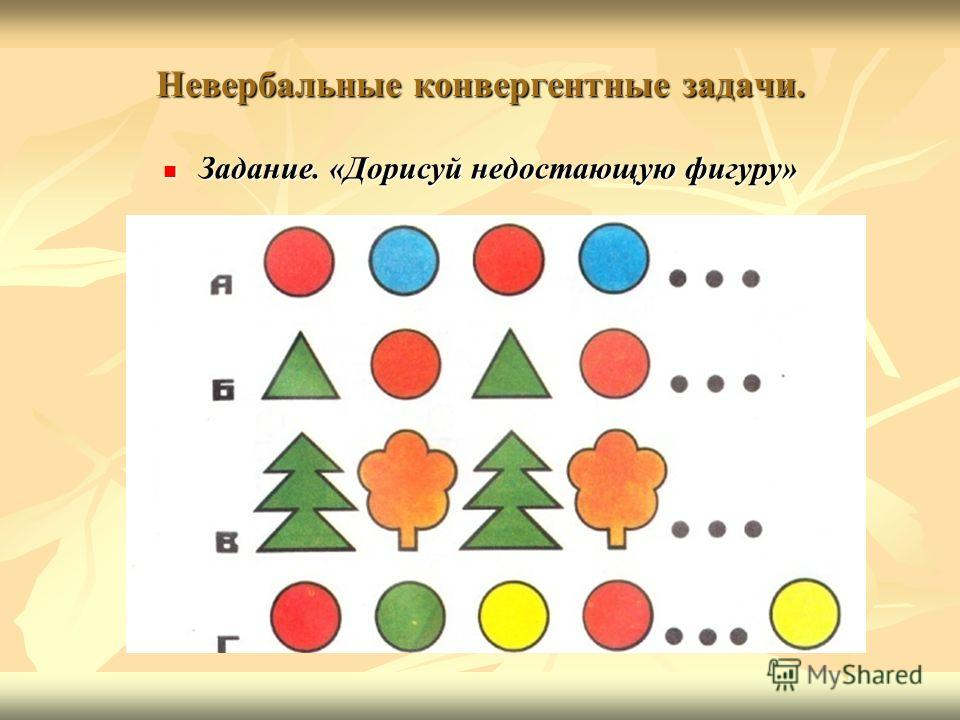 Невербальные конвергентные задачи.
Задание. «Дорисуй недостающую фигуру»
А
Б
В
Г
MyShared